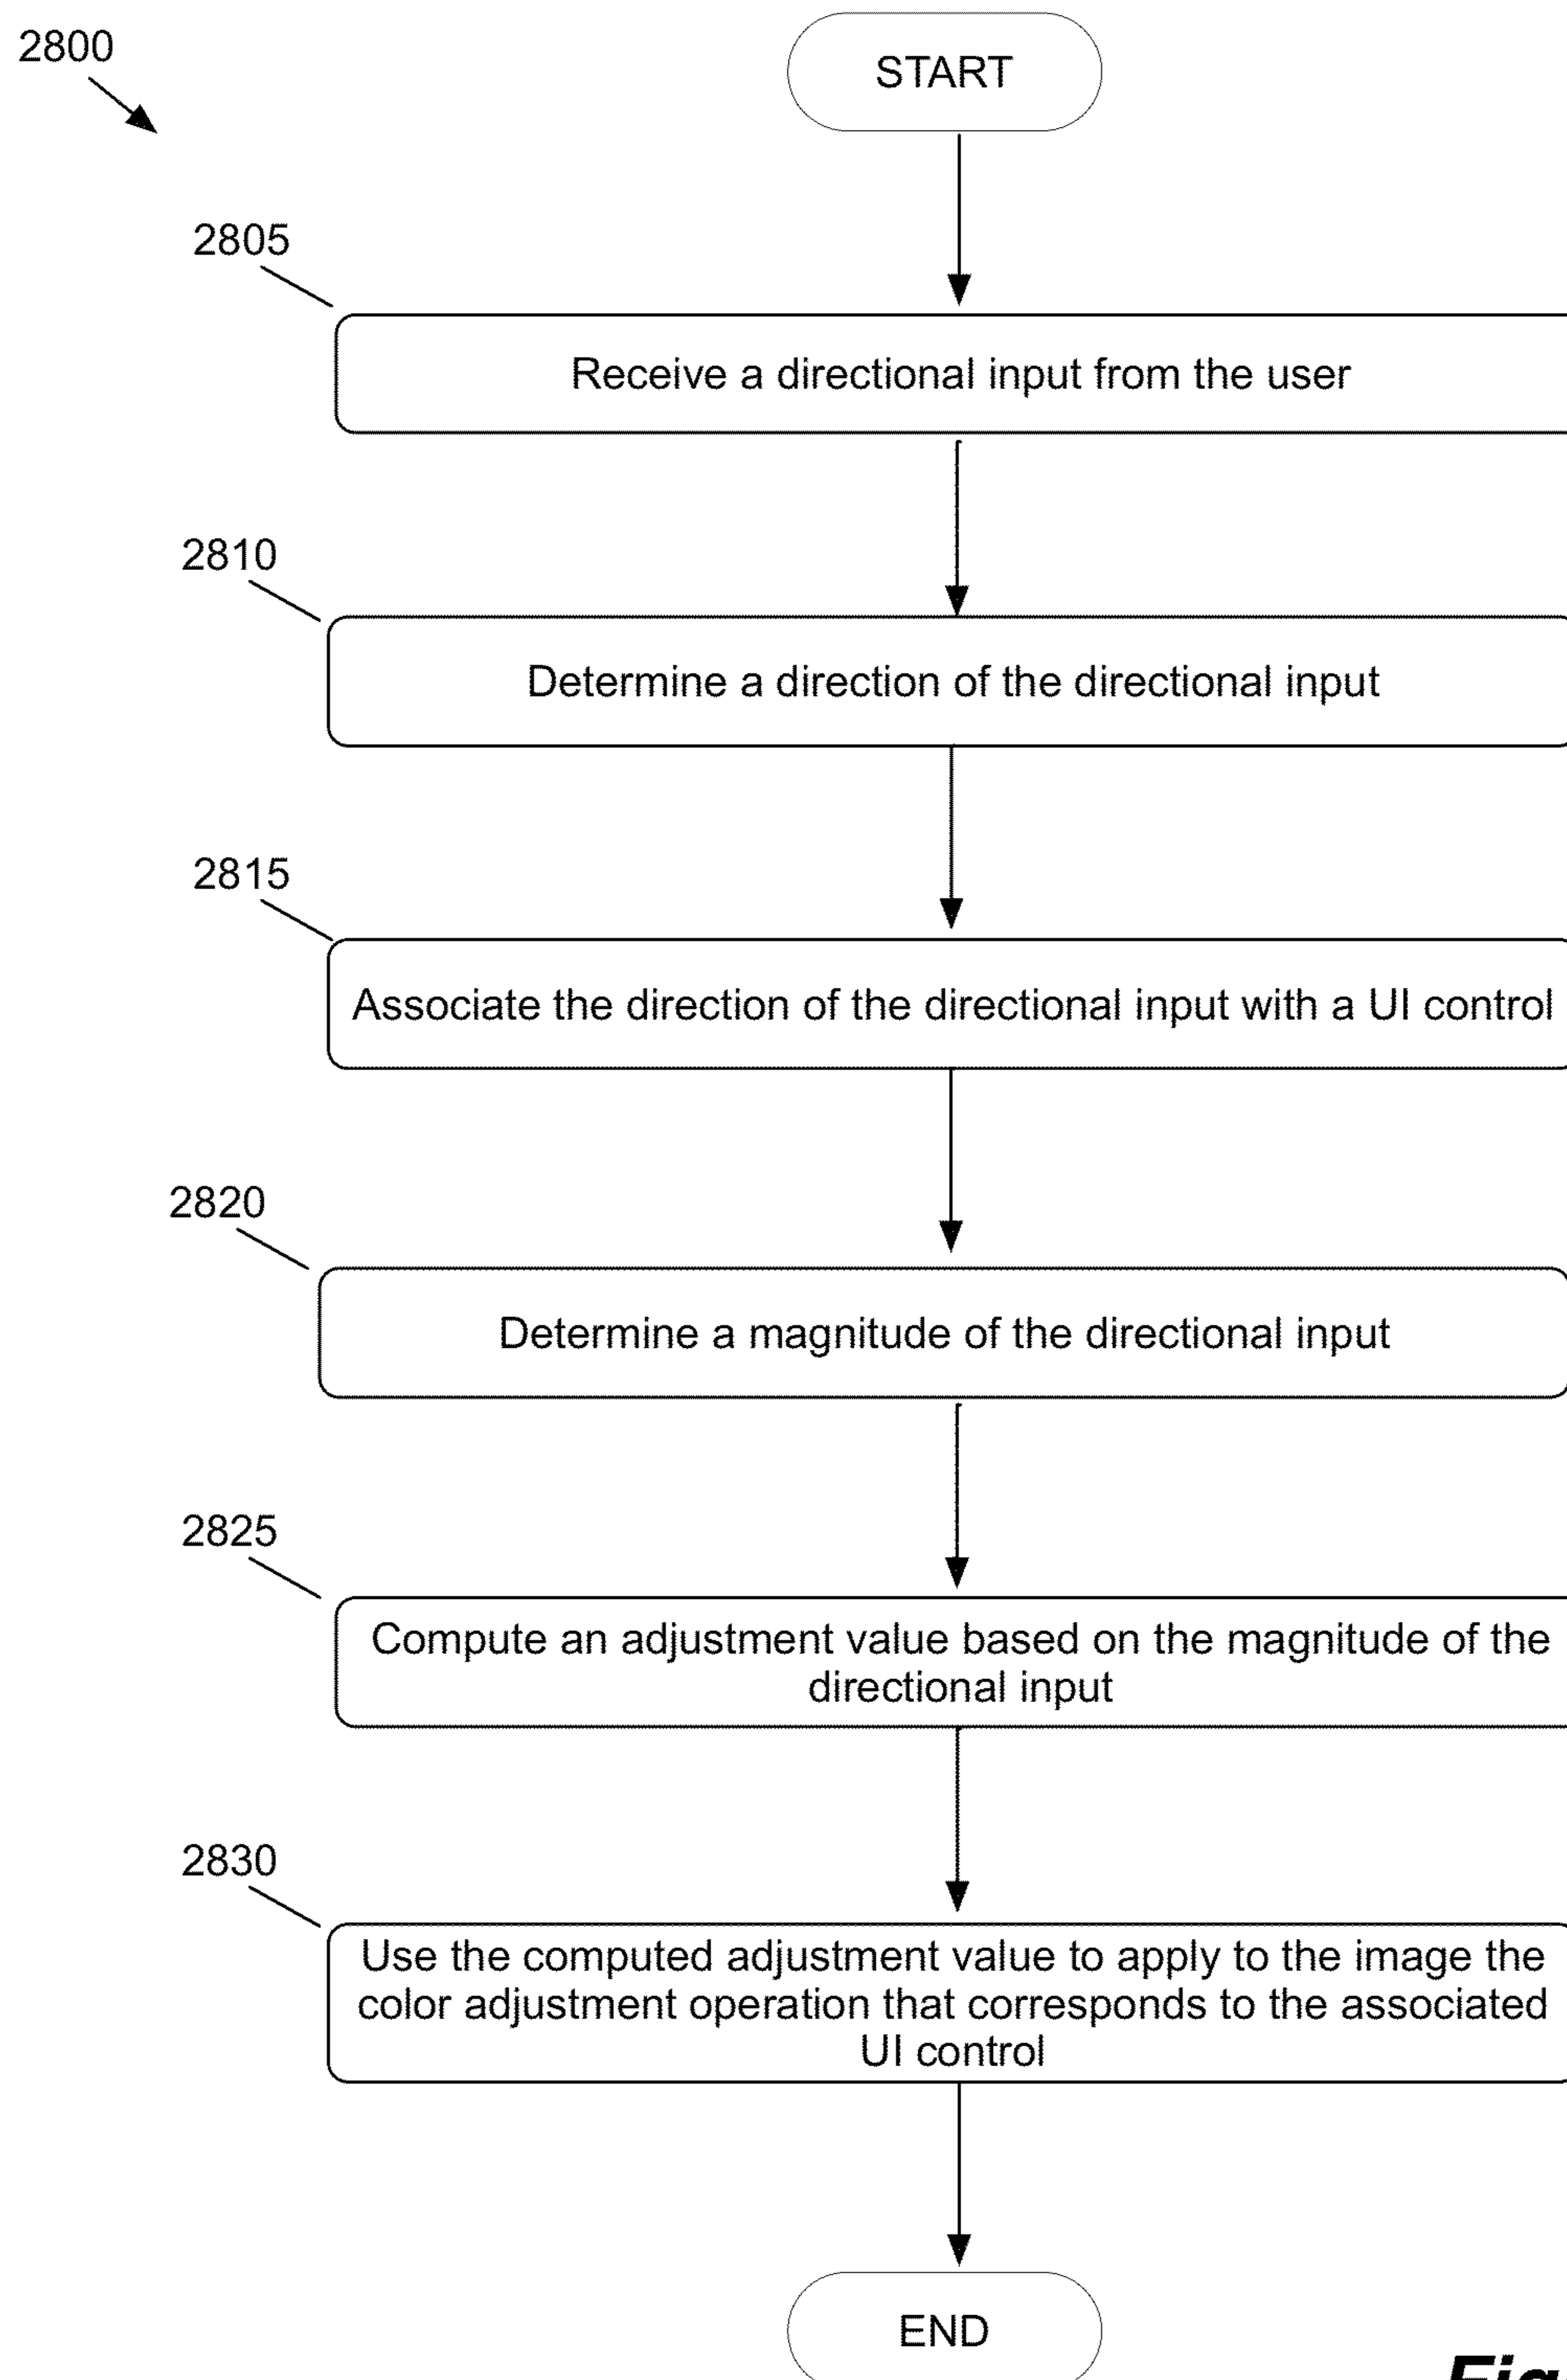 2800
START
2805
Receive a directional input from the user
2810
Determine a direction of the directional input
2815
Associate the direction of the directional input with a UI control
2820
Determine a magnitude of the directional input
2825
Compute an adjustment value based on the magnitude of the
directional input
2830
Use the computed adjustment value to apply to the image the
color adjustment operation that corresponds to the associated
UI control
END